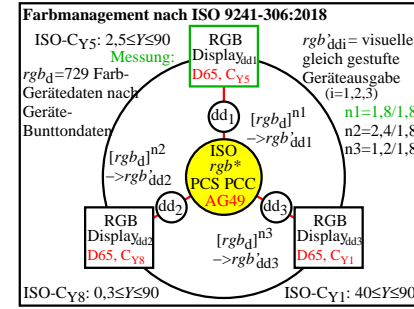 Farbmanagement nach ISO 9241-306:2018
ISO-CY5: 2,5≤Y≤90
Messung:
rgbd=729 Farb-
Gerätedaten nach
Geräte-
Bunttondaten
RGB
Displaydd1
D65, CY5
rgb'ddi= visuelle
gleich gestufte
Geräteausgabe
(i=1,2,3)
n1=1,8/1,8
n2=2,4/1,8
n3=1,2/1,8
dd1
[rgbd]n1
–>rgb'dd1
[rgbd]n2
–>rgb'dd2
ISO
rgb*
PCS PCC
AG49
dd2
dd3
RGB
Displaydd2
D65, CY8
[rgbd]n3
–>rgb'dd3
RGB
Displaydd3
D65, CY1
ISO-CY8: 0,3≤Y≤90
ISO-CY1: 40≤Y≤90